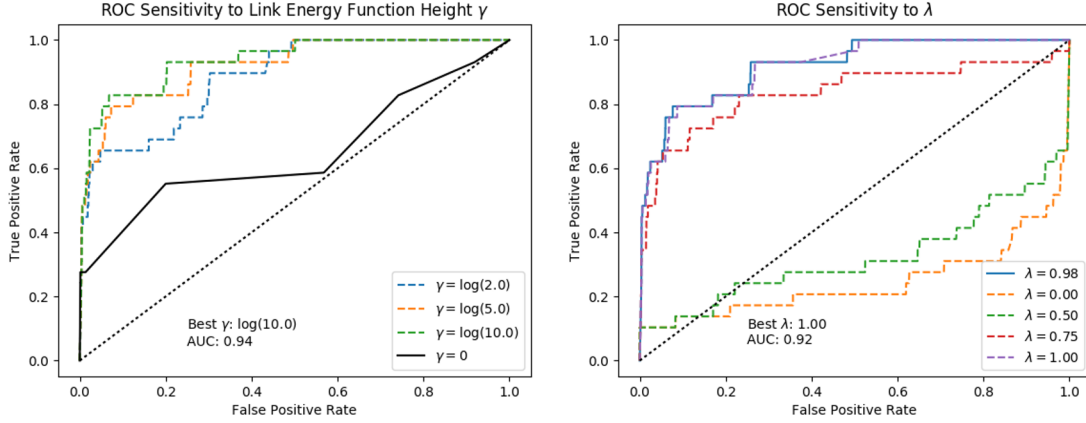 ROC Sensitivity to Link Energy Function Height γ
True Positive Rate
1.0
0.8
0.6
0.4
0.2
0.0
0.0 0.2 0.4 0.6 0.8 1.0
False Positive Rate
Best γ: log(10.0)
AUC: 0.94
γ = log(2.0)
γ = log(5.0)
γ = log(10.0)
γ = 0
ROC Sensitivity to λ
True Positive Rate
1.0
0.8
0.6
0.4
0.2
0.0
0.0 0.2 0.4 0.6 0.8 1.0
False Positive Rate
Best λ: 1.00
AUC: 0.92
λ = 0.98
λ = 0.00
λ = 0.50
λ = 0.75
λ = 1.00